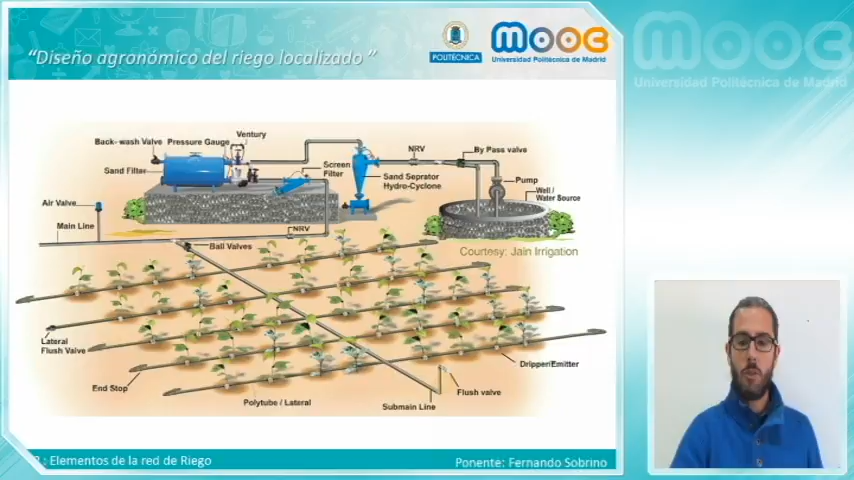 “Diseño agronómico del riego localizado ”
POLITÉCNICA
MOOC
Universidad Politécnica de Madrid
MOOC
Universidad Politécnica de Madrid
Back- wash Valve
Pressure Gauge
Ventury
Sand Filter
Screen
Filter
NRV
By Pass valve
Sand Seprator
Hydro-Cyclone
Pump
Well /
Water Source
Air Valve
Main Line
NRV
Ball Valves
Courtesy: Jain Irrigation
Lateral
Flush Valve
End Stop
Polytube / Lateral
Submain Line
Flush valve
Dripper/Emitter
: Elementos de la red de Riego
Ponente: Fernando Sobrino